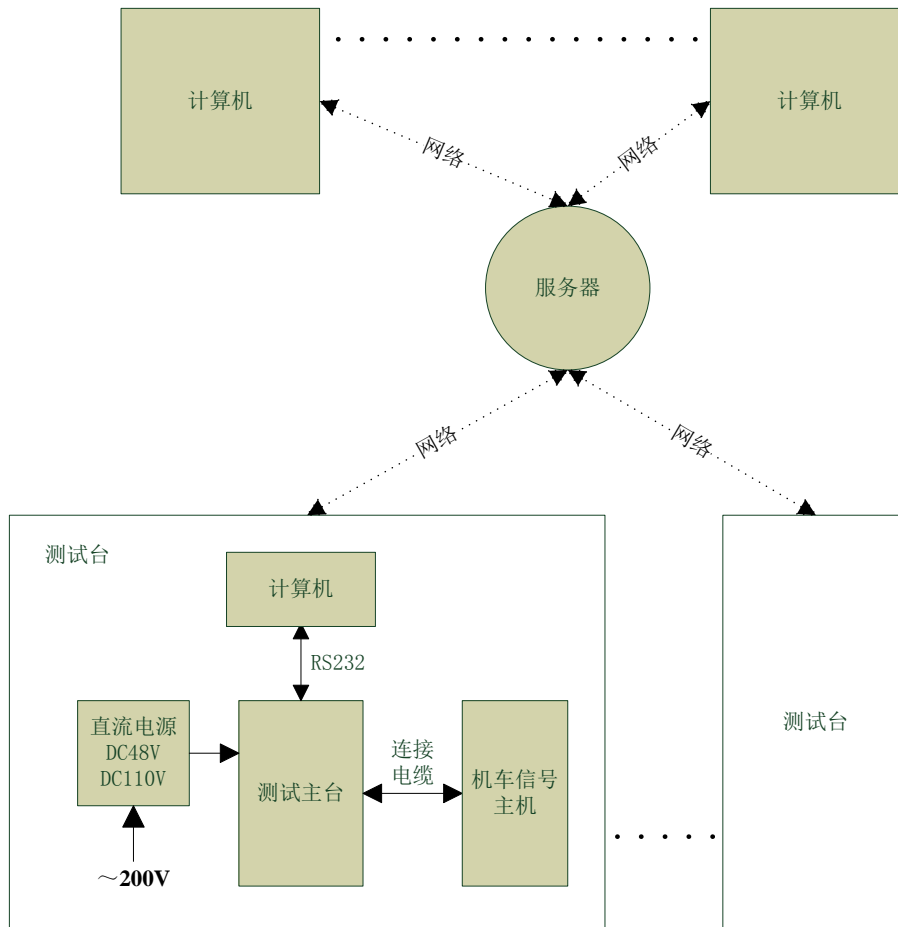 计算机
计算机
网络
网络
服务器
网络
网络
测试台
计算机
RS232
直流电源
DC48V
DC110V
测试主台
连接
电缆
机车信号
主机
测试台
～200V